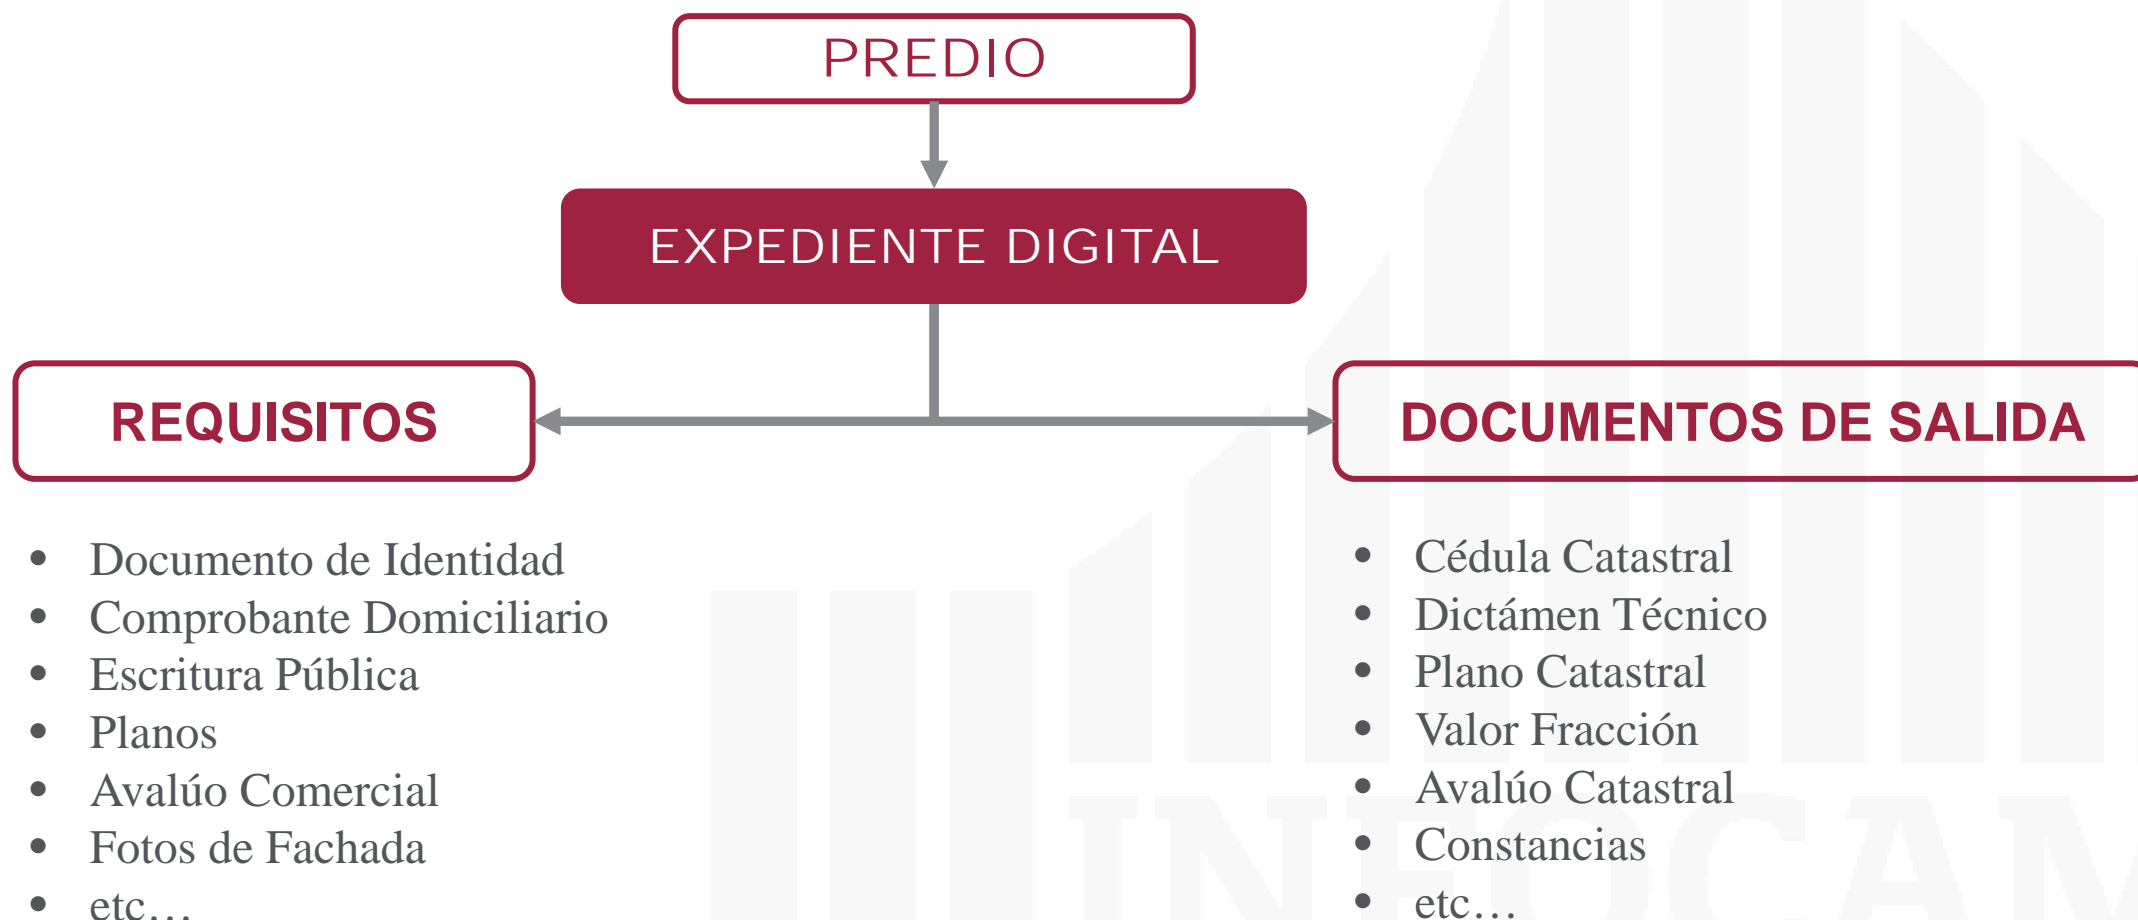 PREDIO
EXPEDIENTE DIGITAL
REQUISITOS
• Documento de Identidad
• Comprobante Domiciliario
• Escritura Pública
• Planos
• Avalúo Comercial
• Fotos de Fachada
• etc…
DOCUMENTOS DE SALIDA
• Cédula Catastral
• Dictámen Técnico
• Plano Catastral
• Valor Fracción
• Avalúo Catastral
• Constancias
• etc…